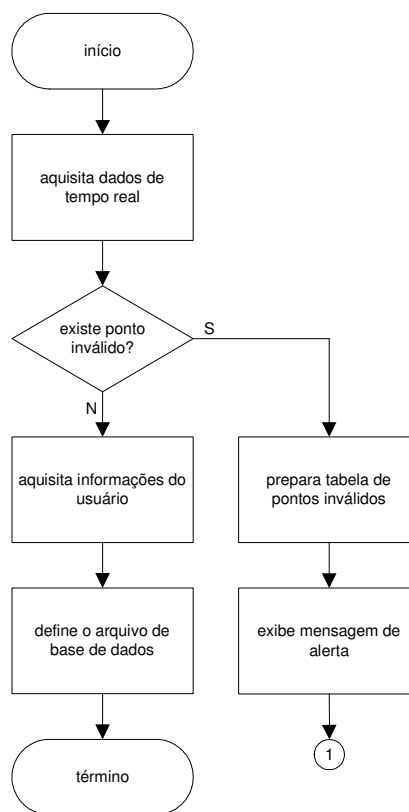 início
aquisita dados de
tempo real
existe ponto
inválido?
S
N
aquisita informações do
usuário
prepara tabela de
pontos inválidos
define o arquivo de
base de dados
exibe mensagem de
alerta
1
término